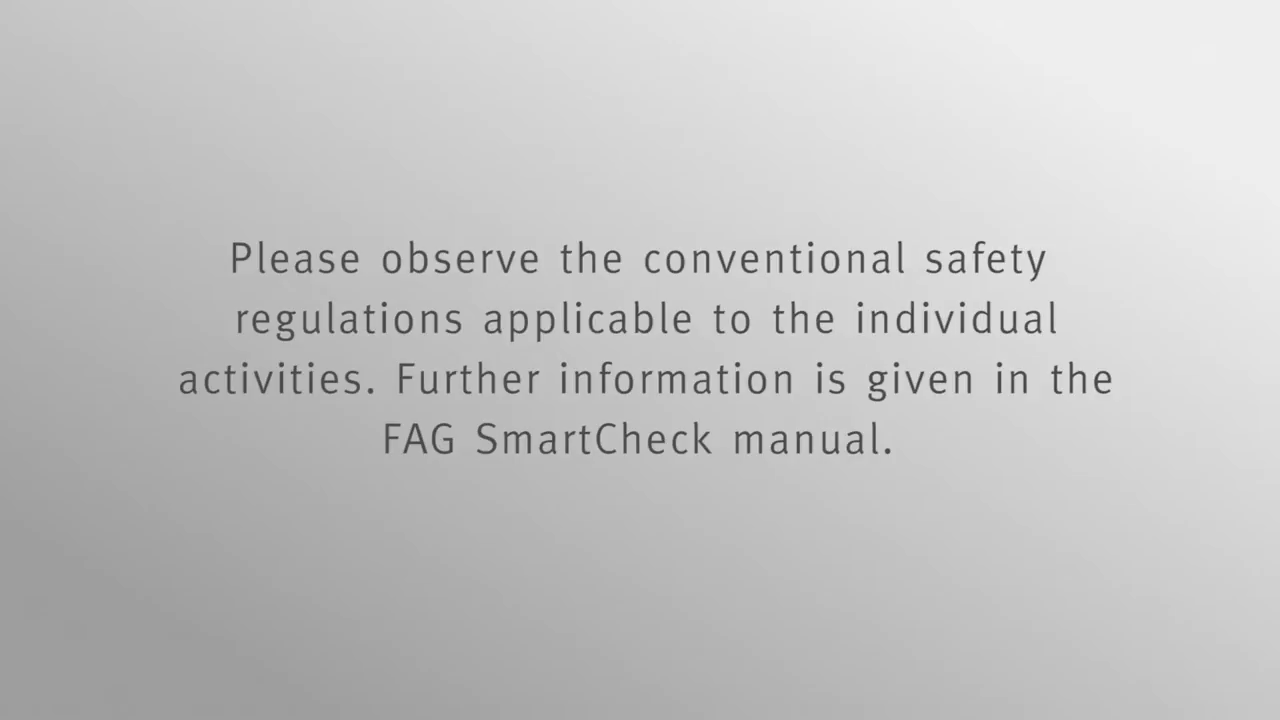 Please observe the conventional safety
regulations applicable to the individual
activities. Further information is given in the
FAG SmartCheck manual.